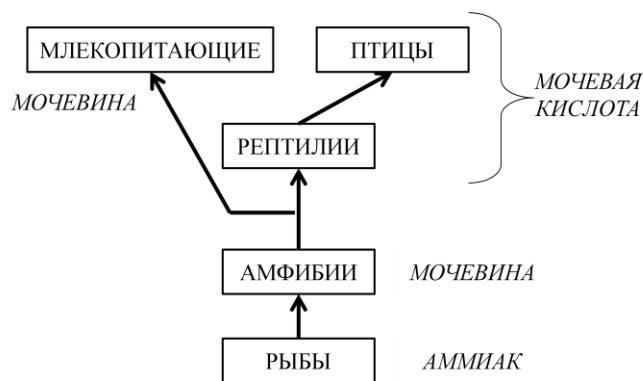 МЛЕКОПИТАЮЩИЕ
ПТИЦЫ
МОЧЕВИНА
МОЧЕВАЯ
КИСЛОТА
РЕПТИЛИИ
АМФИБИИ
МОЧЕВИНА
РЫБЫ
АММИАК